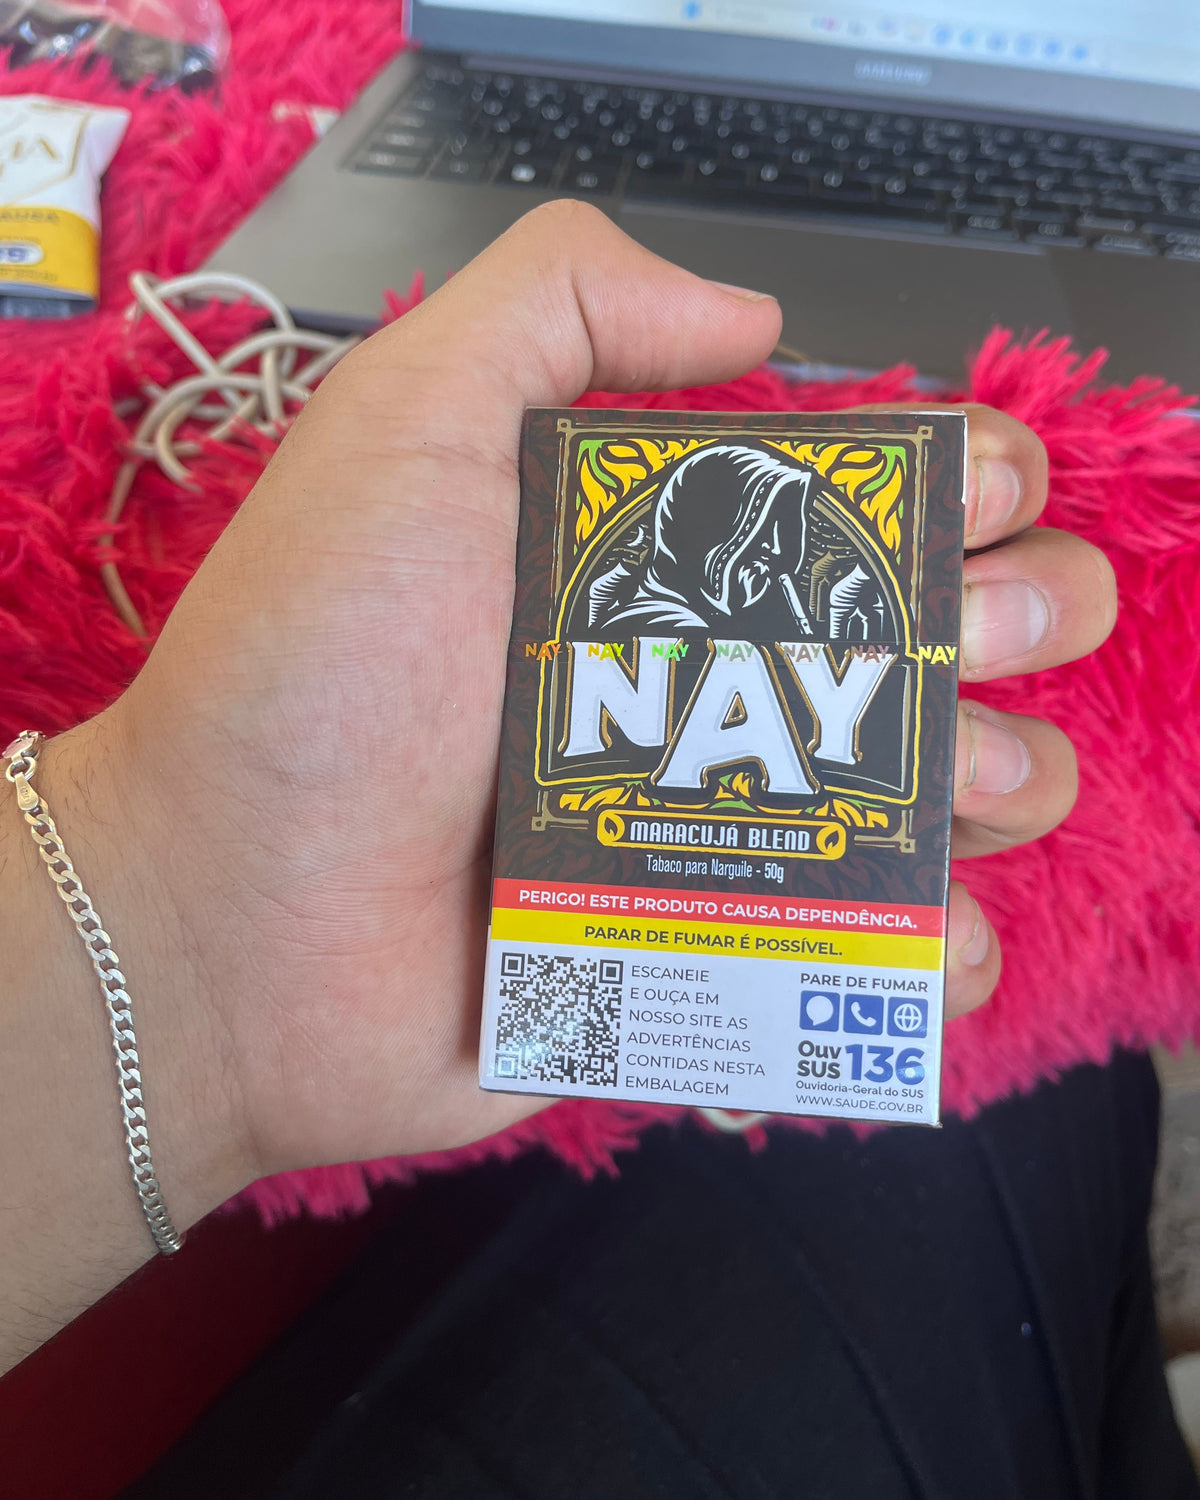 SAMSUNG
NAY NAY NAY NAY NAY NAY NAY
NAY
MARACUJÁ BLEND
Tabaco para Narguile - 50g
PERIGO! ESTE PRODUTO CAUSA DEPENDÊNCIA.
PARAR DE FUMAR É POSSÍVEL.
ESCANEIE
E OUÇA EM
NOSSO SITE AS
ADVERTÊNCIAS
CONTIDAS NESTA
EMBALAGEM
PARE DE FUMAR
Ouv
SUS 136
Ouvidoria-Geral do SUS
WWW.SAUDE.GOV.BR